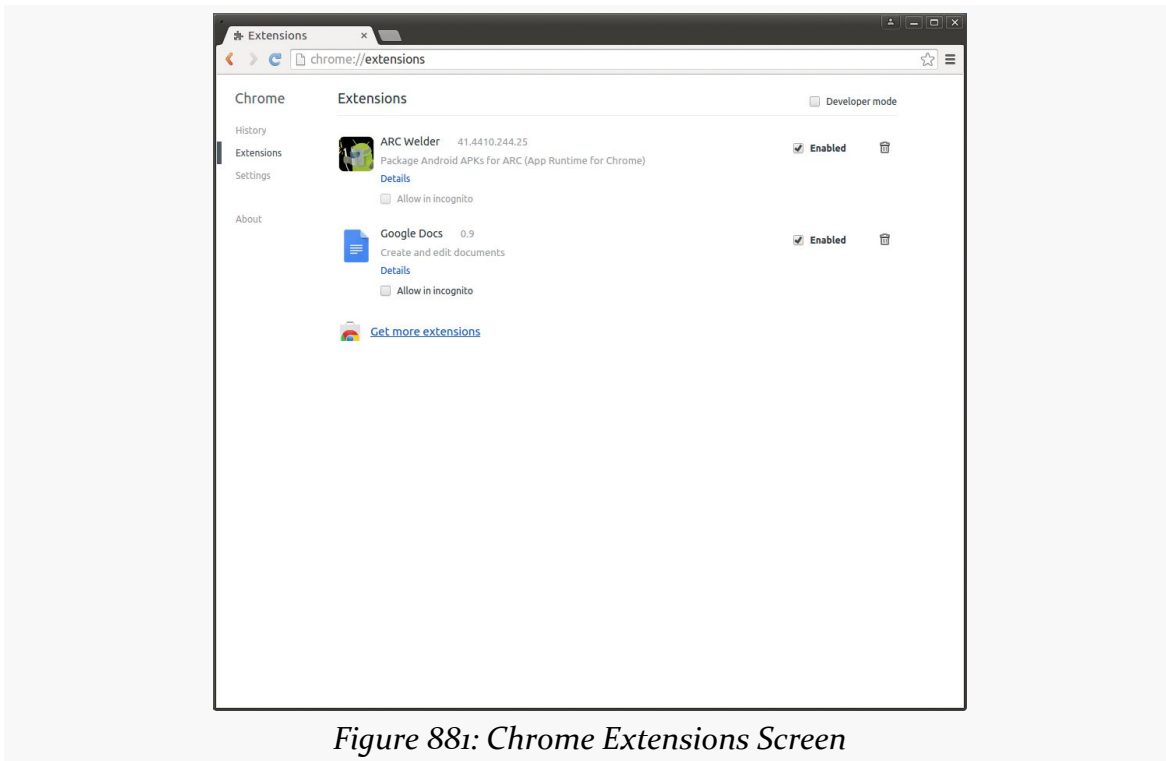 Extensions
chrome://extensions
Chrome
History
Extensions
Settings
About
Extensions
Developer mode
ARC Welder 41.4410.244.25
Package Android APKs for ARC (App Runtime for Chrome)
Details
Allow in incognito
Enabled
Google Docs 0.9
Create and edit documents
Details
Allow in incognito
Enabled
Get more extensions
Figure 881: Chrome Extensions Screen